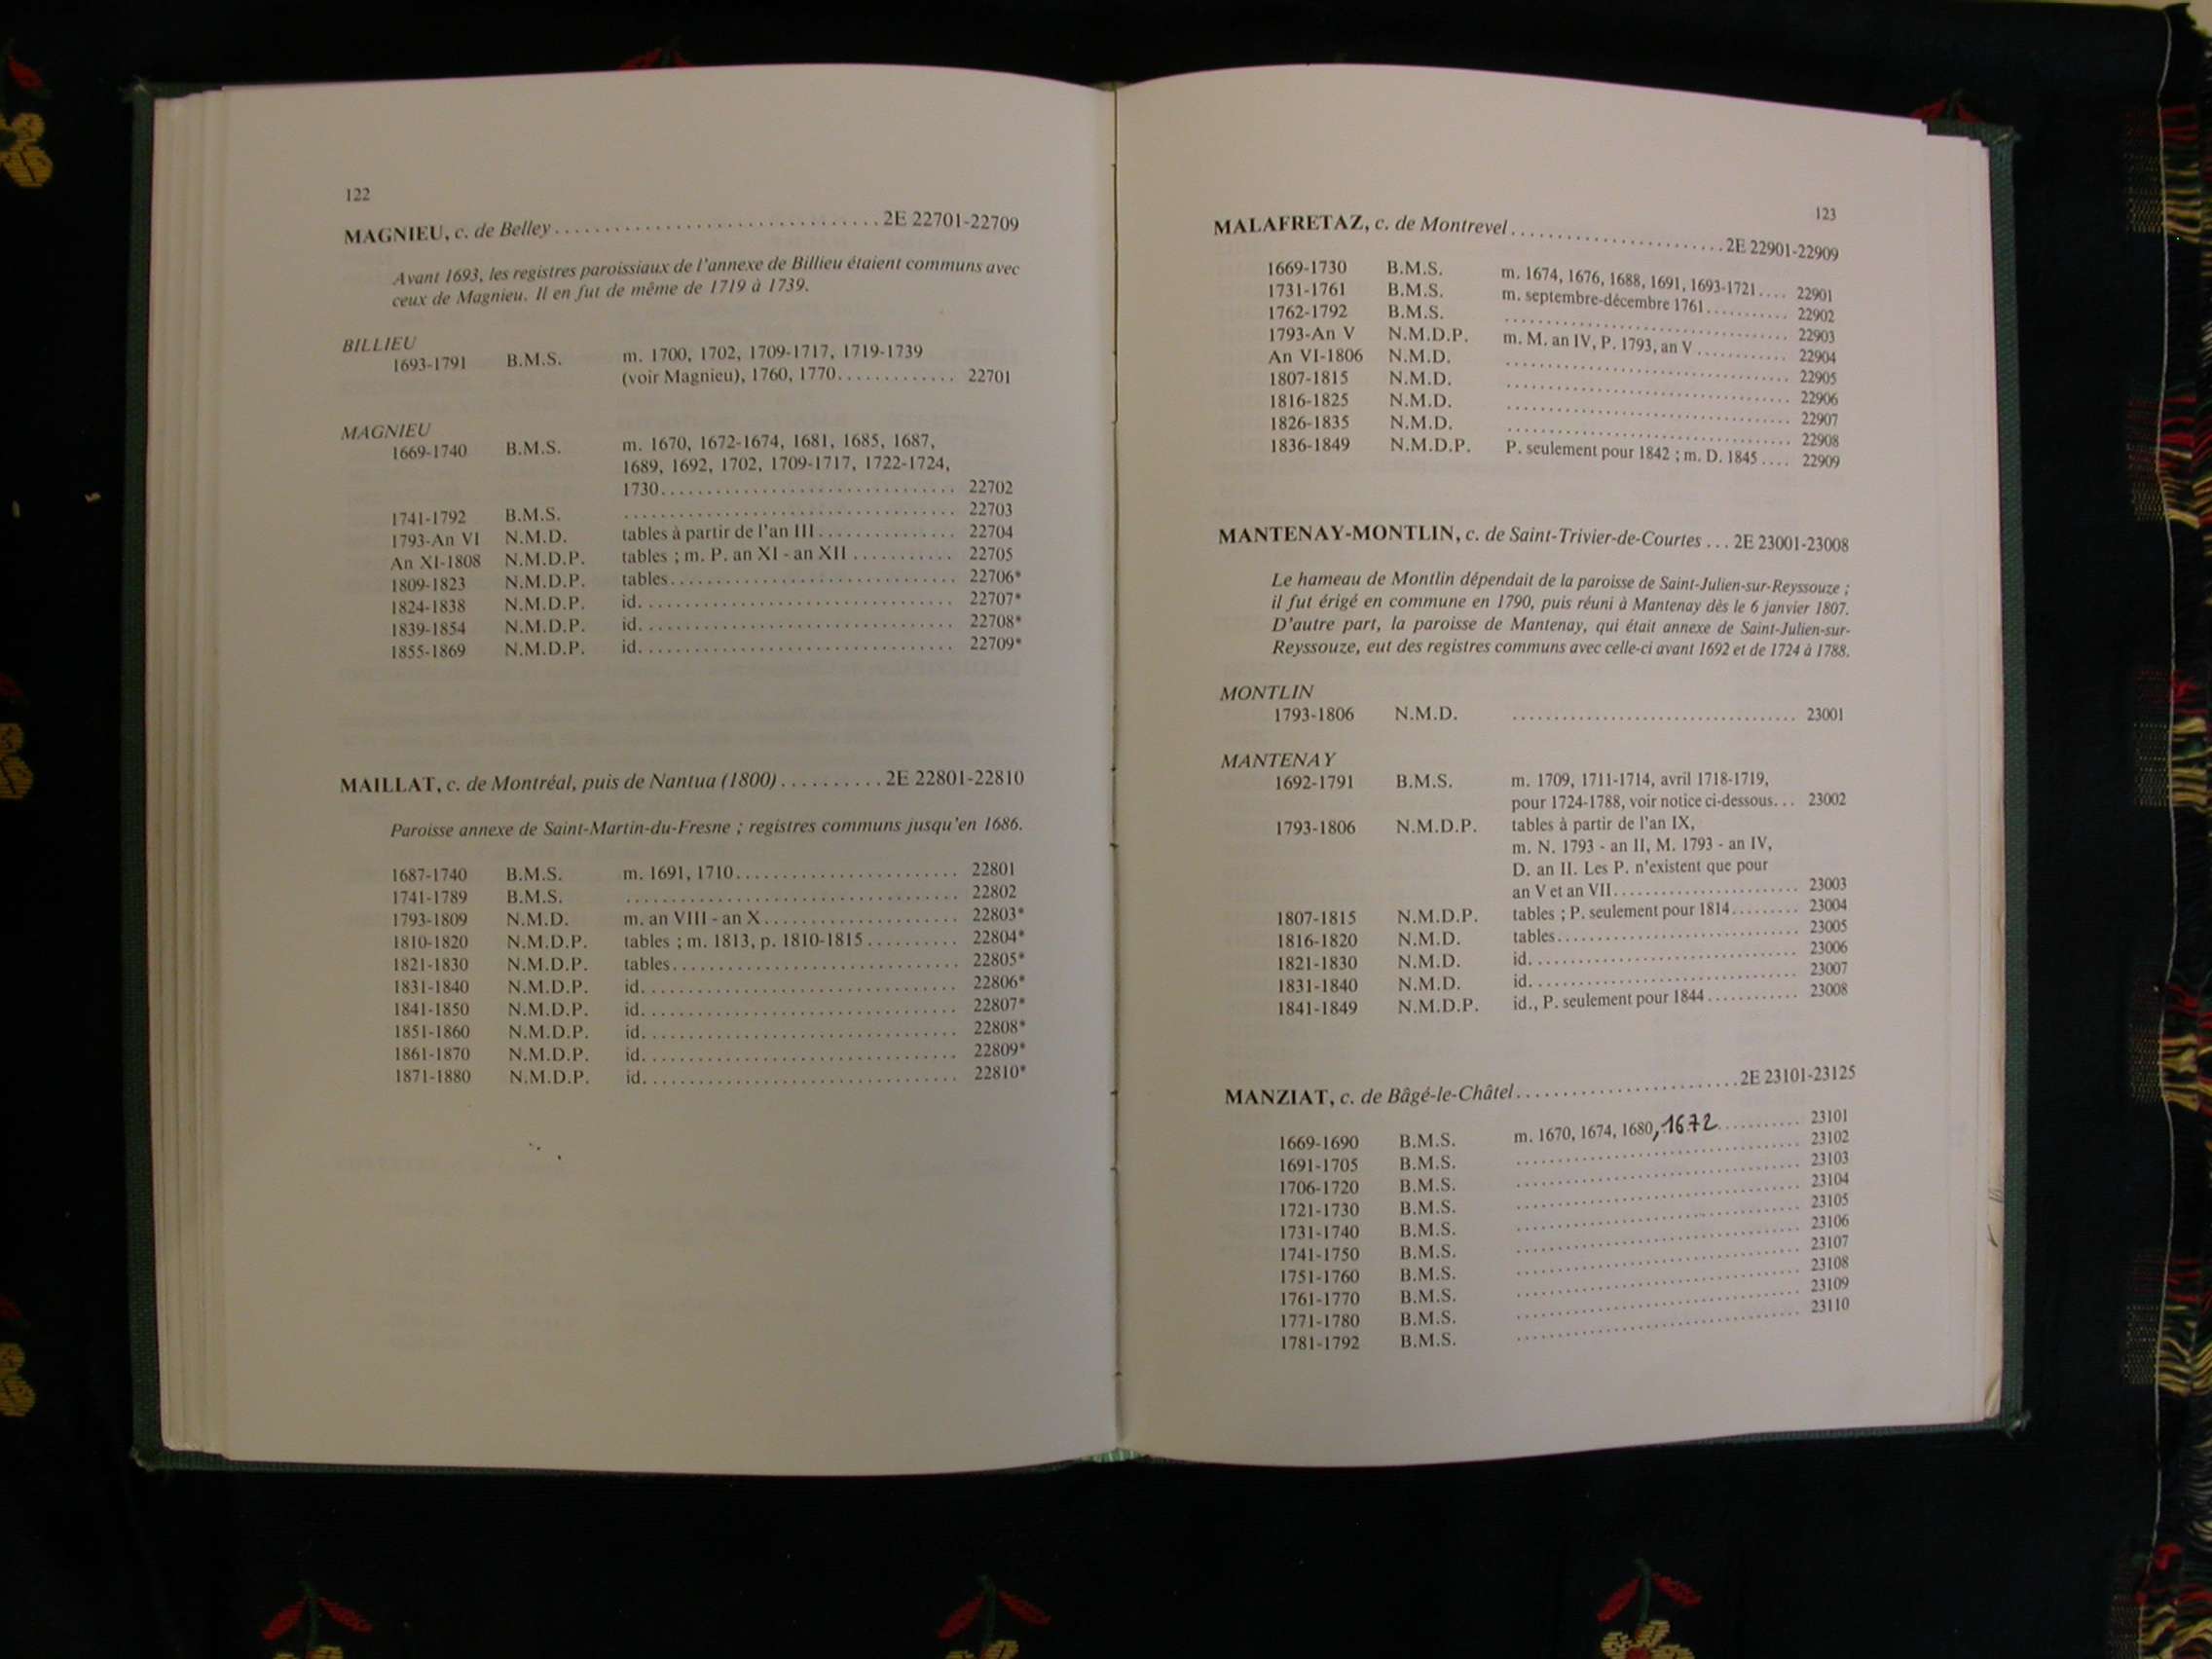 122
MAGNIEU, c. de Belley ................................ 2E 22701-22709
Avant 1693, les registres paroissiaux de l'annexe de Billieu étaient communs avec
ceux de Magnieu. Il en fut de même de 1719 à 1739.
BILLIEU
1693-1791 B.M.S. m. 1700, 1702, 1709-1717, 1719-1739
(voir Magnieu), 1760, 1770............. 22701
MAGNIEU
1669-1740 B.M.S. m. 1670, 1672-1674, 1681, 1685, 1687,
1689, 1692, 1702, 1709-1717, 1722-1724,
1730................................ 22702
1741-1792 B.M.S. .................................... 22703
1793-An VI N.M.D. tables à partir de l'an III............... 22704
An XI-1808 N.M.D.P. tables ; m. P. an XI - an XII ........... 22705
1809-1823 N.M.D.P. tables............................... 22706*
1824-1838 N.M.D.P. id.................................. 22707*
1839-1854 N.M.D.P. id.................................. 22708*
1855-1869 N.M.D.P. id.................................. 22709*
MAILLAT, c. de Montréal, puis de Nantua (1800) .......... 2E 22801-22810
Paroisse annexe de Saint-Martin-du-Fresne ; registres communs jusqu'en 1686.
1687-1740 B.M.S. m. 1691, 1710........................ 22801
1741-1789 B.M.S. .................................... 22802
1793-1809 N.M.D. m. an VIII - an X..................... 22803*
1810-1820 N.M.D.P. tables ; m. 1813, p. 1810-1815 .......... 22804*
1821-1830 N.M.D.P. tables............................... 22805*
1831-1840 N.M.D.P. id.................................. 22806*
1841-1850 N.M.D.P. id.................................. 22807*
1851-1860 N.M.D.P. id.................................. 22808*
1861-1870 N.M.D.P. id.................................. 22809*
1871-1880 N.M.D.P. id.................................. 22810*
123
MALAFRETAZ, c. de Montrevel ........................ 2E 22901-22909
1669-1730 B.M.S. m. 1674, 1676, 1688, 1691, 1693-1721.... 22901
1731-1761 B.M.S. m. septembre-décembre 1761........... 22902
1762-1792 B.M.S. .................................. 22903
1793-An V N.M.D.P. m. M. an IV, P. 1793, an V ............ 22904
An VI-1806 N.M.D. .................................. 22905
1807-1815 N.M.D. .................................. 22906
1816-1825 N.M.D. .................................. 22907
1826-1835 N.M.D. .................................. 22908
1836-1849 N.M.D.P. P. seulement pour 1842 ; m. D. 1845 .... 22909
MANTENAY-MONTLIN, c. de Saint-Trivier-de-Courtes ... 2E 23001-23008
Le hameau de Montlin dépendait de la paroisse de Saint-Julien-sur-Reyssouze ;
il fut érigé en commune en 1790, puis réuni à Mantenay dès le 6 janvier 1807.
D'autre part, la paroisse de Mantenay, qui était annexe de Saint-Julien-sur-
Reyssouze, eut des registres communs avec celle-ci avant 1692 et de 1724 à 1788.
MONTLIN
1793-1806 N.M.D. .................................. 23001
MANTENAY
1692-1791 B.M.S. m. 1709, 1711-1714, avril 1718-1719,
pour 1724-1788, voir notice ci-dessous... 23002
1793-1806 N.M.D.P. tables à partir de l'an IX,
m. N. 1793 - an II, M. 1793 - an IV,
D. an II. Les P. n'existent que pour
an V et an VII....................... 23003
1807-1815 N.M.D.P. tables ; P. seulement pour 1814......... 23004
1816-1820 N.M.D. tables.............................. 23005
1821-1830 N.M.D. id................................. 23006
1831-1840 N.M.D. id................................. 23007
1841-1849 N.M.D.P. id., P. seulement pour 1844 ............ 23008
MANZIAT, c. de Bâgé-le-Châtel .......................... 2E 23101-23125
1669-1690 B.M.S. m. 1670, 1674, 1680, 1672 .......... 23101
1691-1705 B.M.S. .................................. 23102
1706-1720 B.M.S. .................................. 23103
1721-1730 B.M.S. .................................. 23104
1731-1740 B.M.S. .................................. 23105
1741-1750 B.M.S. .................................. 23106
1751-1760 B.M.S. .................................. 23107
1761-1770 B.M.S. .................................. 23108
1771-1780 B.M.S. .................................. 23109
1781-1792 B.M.S. .................................. 23110